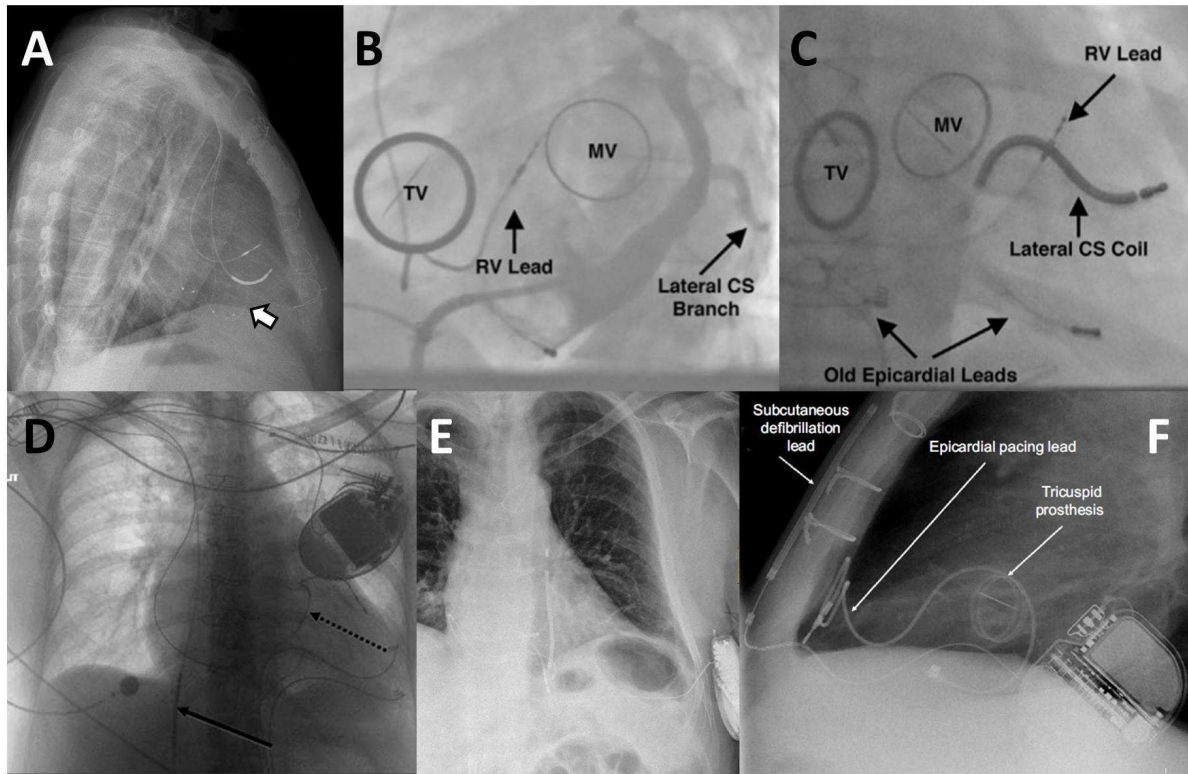 A
B
MV
TV
RV Lead
Lateral CS
Branch
C
RV Lead
MV
TV
Lateral CS Coil
Old Epicardial Leads
D
E
F
Subcutaneous
defibrillation
lead
Epicardial pacing lead
Tricuspid
prosthesis